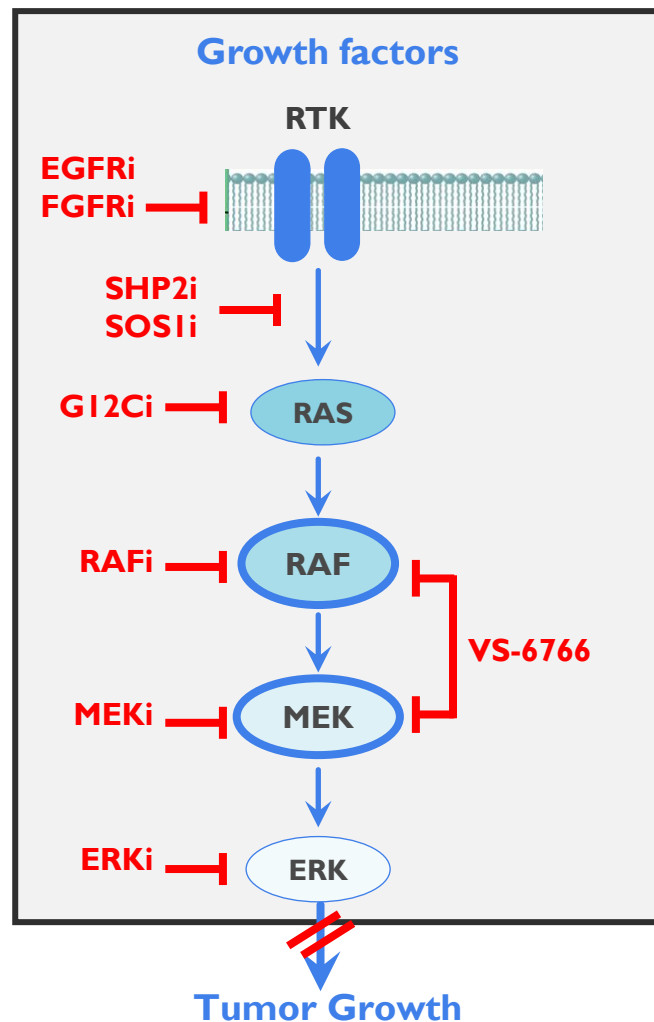 Growth factors
RTK
EGFRi
FGFRi
SHP2i
SOS1i
G12Ci
RAS
RAFi
RAF
VS-6766
MEKi
MEK
ERKi
ERK
Tumor Growth